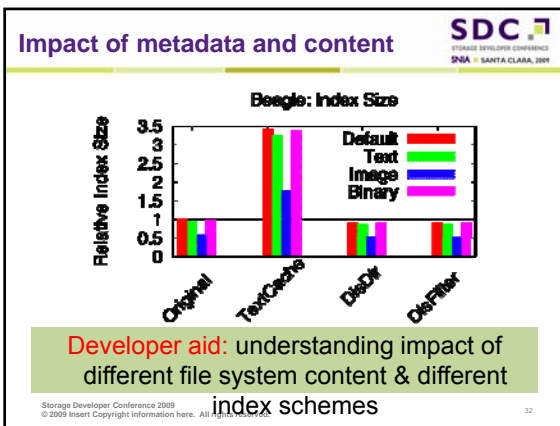 Impact of metadata and content
SDC
STORAGE DEVELOPER CONFERENCE
SNIA SANTA CLARA, 2009
Beagle: Index Size
Relative Index Size
3.5
3
2.5
2
1.5
1
0.5
0
Default
Text
Image
Binary
Original
TextCache
DisDir
DisFilter
Developer aid: understanding impact of
different file system content & different
index schemes
Storage Developer Conference 2009
© 2009 Insert Copyright information here. All rights reserved.
32